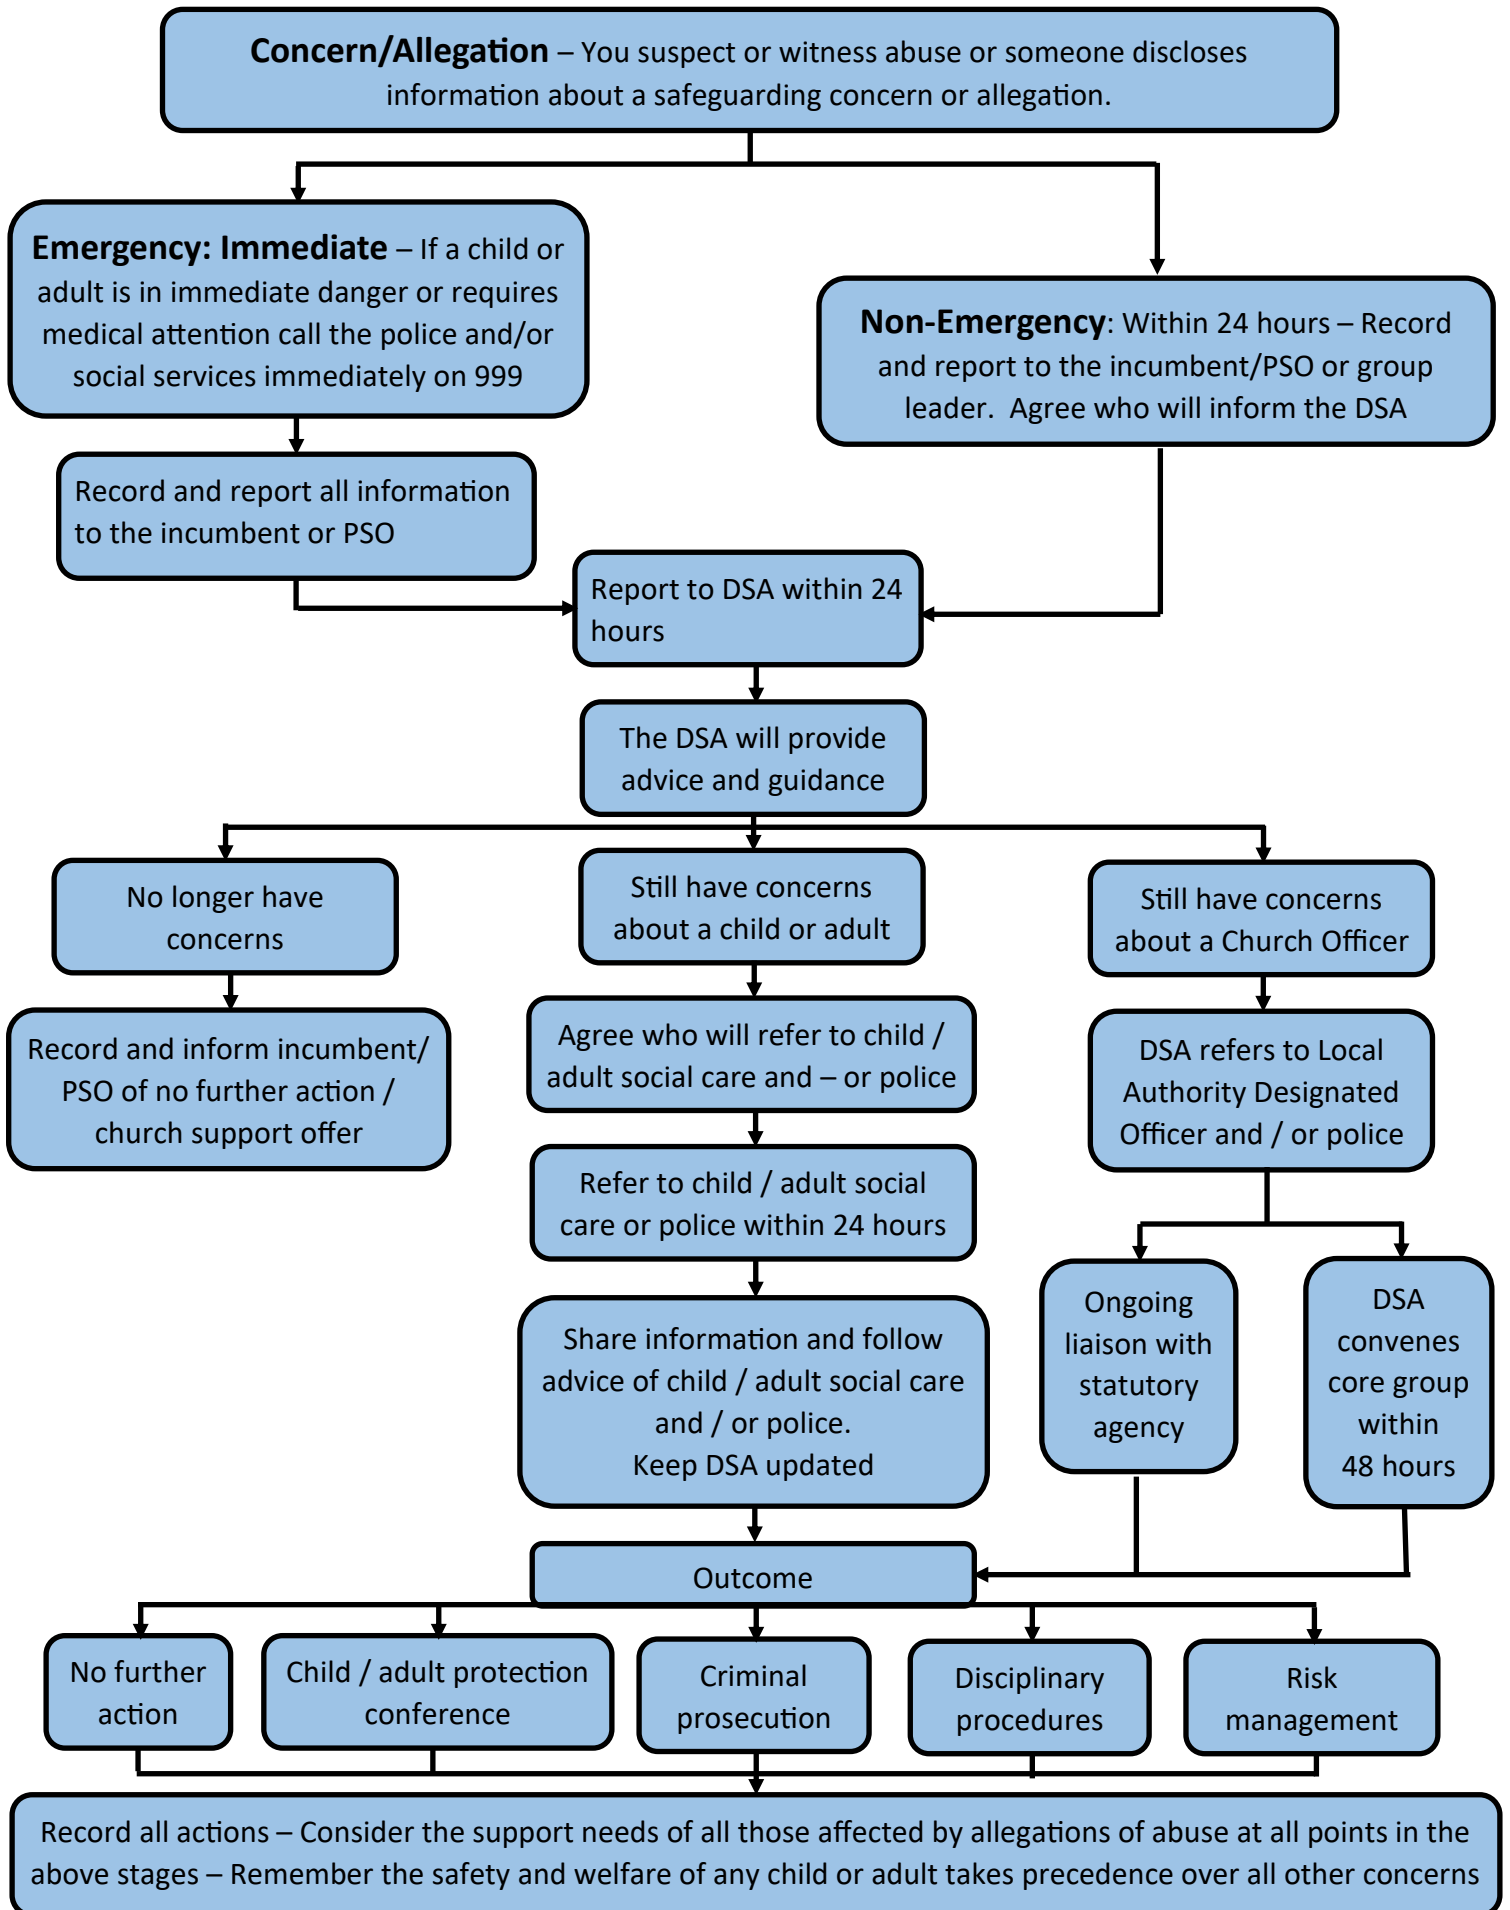 Concern/Allegation – You suspect or witness abuse or someone discloses
information about a safeguarding concern or allegation.
Emergency: Immediate – If a child or
adult is in immediate danger or requires
medical attention call the police and/or
social services immediately on 999
Non-Emergency: Within 24 hours – Record
and report to the incumbent/PSO or group
leader.  Agree who will inform the DSA
Record and report all information
to the incumbent or PSO
Report to DSA within 24
hours
The DSA will provide
advice and guidance
No longer have
concerns
Still have concerns
about a child or adult
Still have concerns
about a Church Officer
Record and inform incumbent/
PSO of no further action /
church support offer
Agree who will refer to child /
adult social care and – or police
DSA refers to Local
Authority Designated
Officer and / or police
Refer to child / adult social
care or police within 24 hours
Share information and follow
advice of child / adult social care
and / or police.
Keep DSA updated
Ongoing
liaison with
statutory
agency
DSA
convenes
core group
within
48 hours
Outcome
No further
action
Child / adult protection
conference
Criminal
prosecution
Disciplinary
procedures
Risk
management
Record all actions – Consider the support needs of all those affected by allegations of abuse at all points in the
above stages – Remember the safety and welfare of any child or adult takes precedence over all other concerns